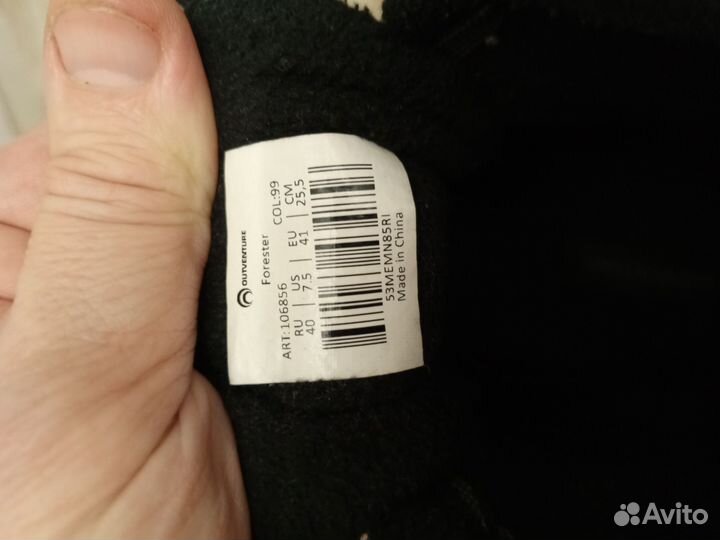 OUTVENTURE
Forester
ART:106856 COL:99
RU | US | EU | CM
40 | 7.5 | 41 | 25,5
53MEMN85RI
Made in China
Avito